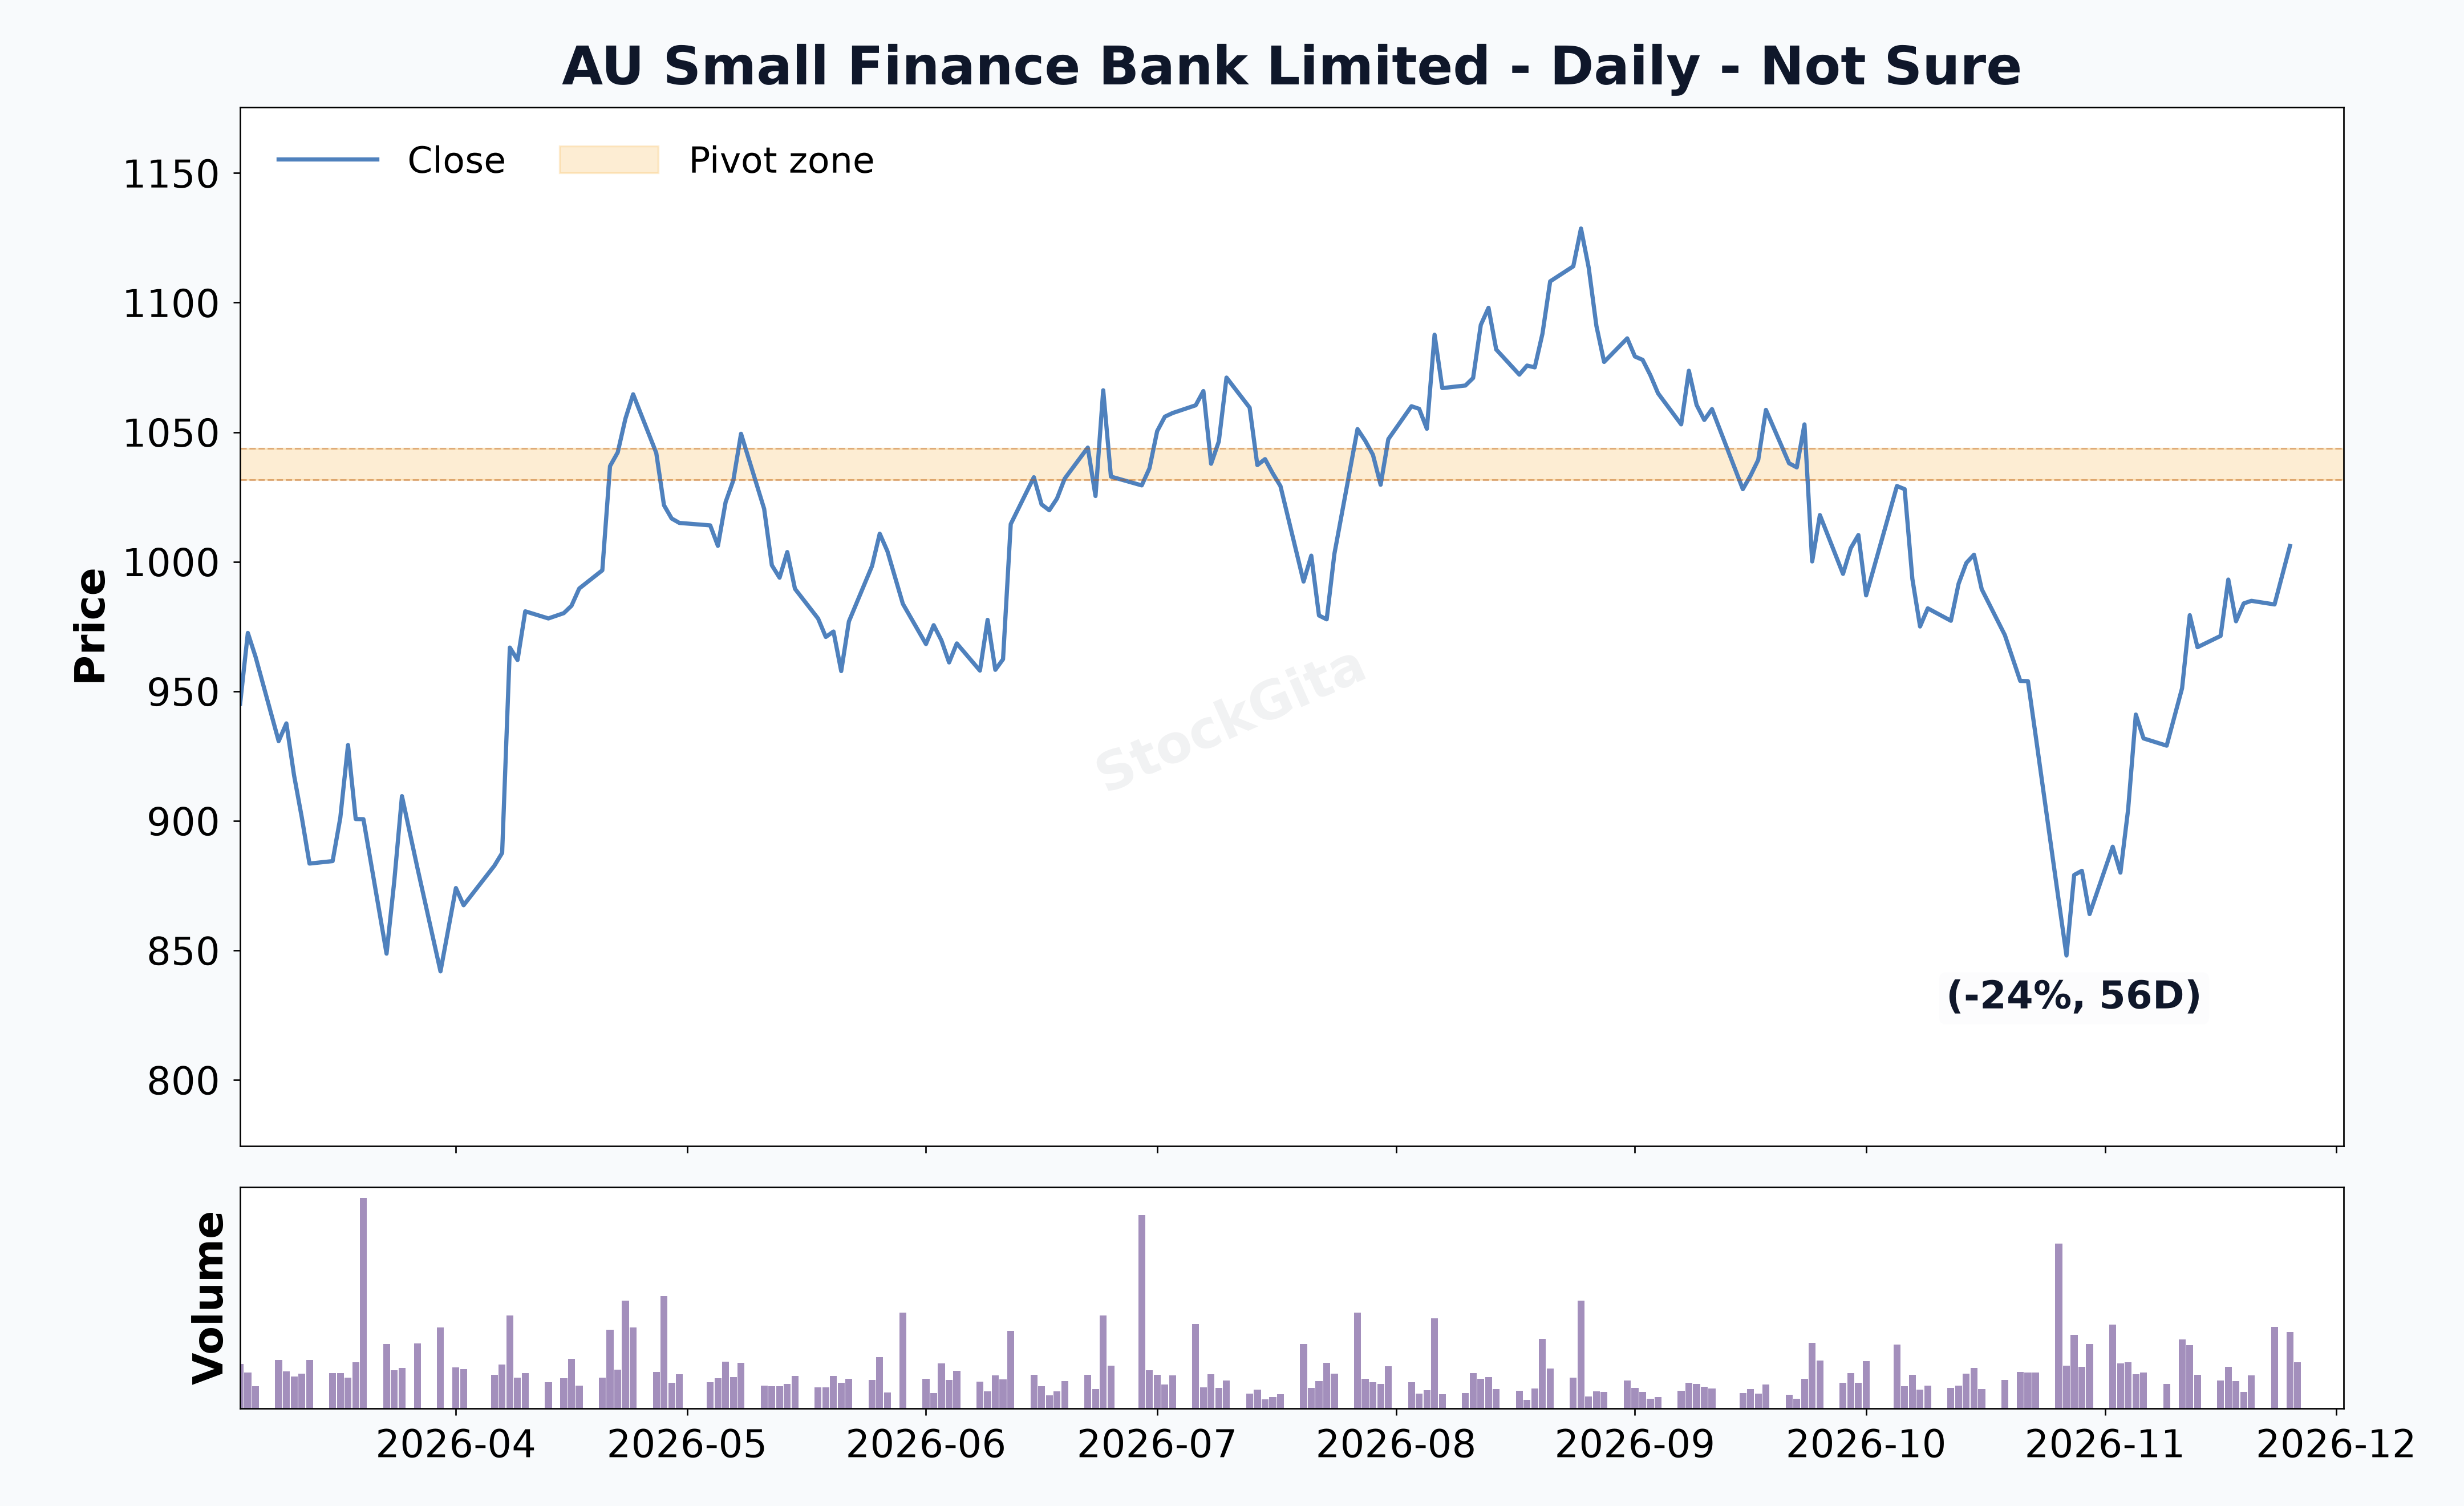 AU Small Finance Bank Limited - Daily - Not Sure
Close
Pivot zone
Price
1150
1100
1050
1000
950
900
850
800
StockGita
(-24%, 56D)
Volume
2026-04
2026-05
2026-06
2026-07
2026-08
2026-09
2026-10
2026-11
2026-12